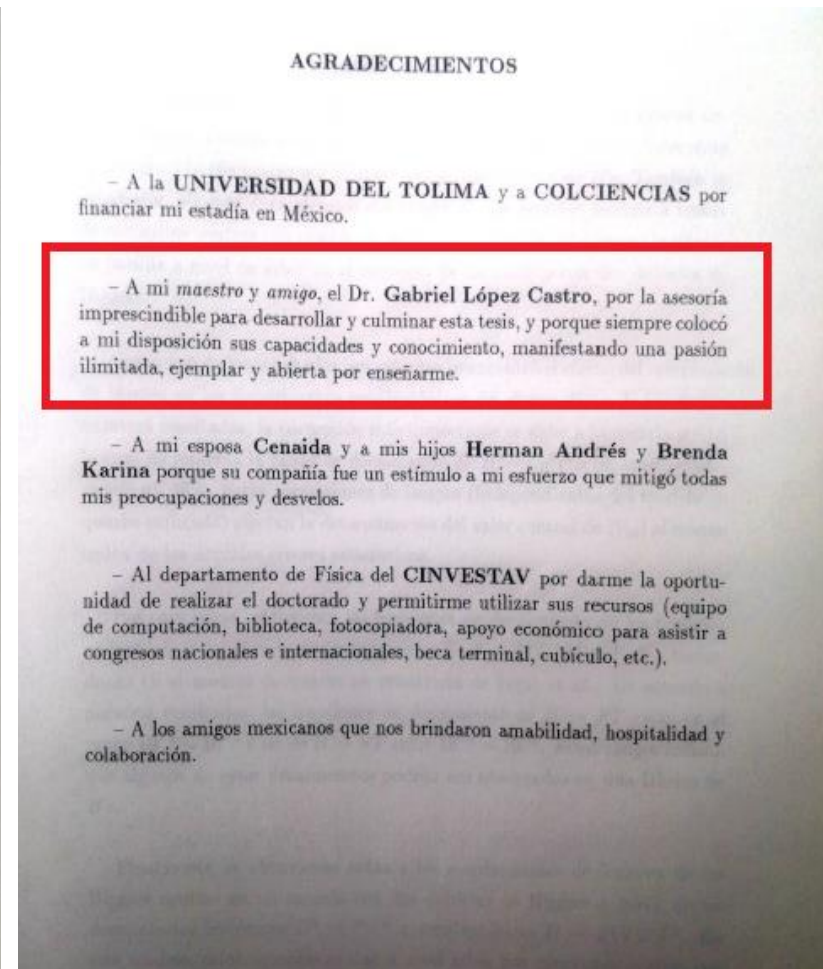 AGRADECIMIENTOS
– A la UNIVERSIDAD DEL TOLIMA y a COLCIENCIAS por
financiar mi estadía en México.
– A mi maestro y amigo, el Dr. Gabriel López Castro, por la asesoría
imprescindible para desarrollar y culminar esta tesis, y porque siempre colocó
a mi disposición sus capacidades y conocimiento, manifestando una pasión
ilimitada, ejemplar y abierta por enseñarme.
– A mi esposa Cenaida y a mis hijos Herman Andrés y Brenda
Karina porque su compañía fue un estímulo a mi esfuerzo que mitigó todas
mis preocupaciones y desvelos.
– Al departamento de Física del CINVESTAV por darme la oportu-
nidad de realizar el doctorado y permitirme utilizar sus recursos (equipo
de computación, biblioteca, fotocopiadora, apoyo económico para asistir a
congresos nacionales e internacionales, beca terminal, cubículo, etc.).
– A los amigos mexicanos que nos brindaron amabilidad, hospitalidad y
colaboración.